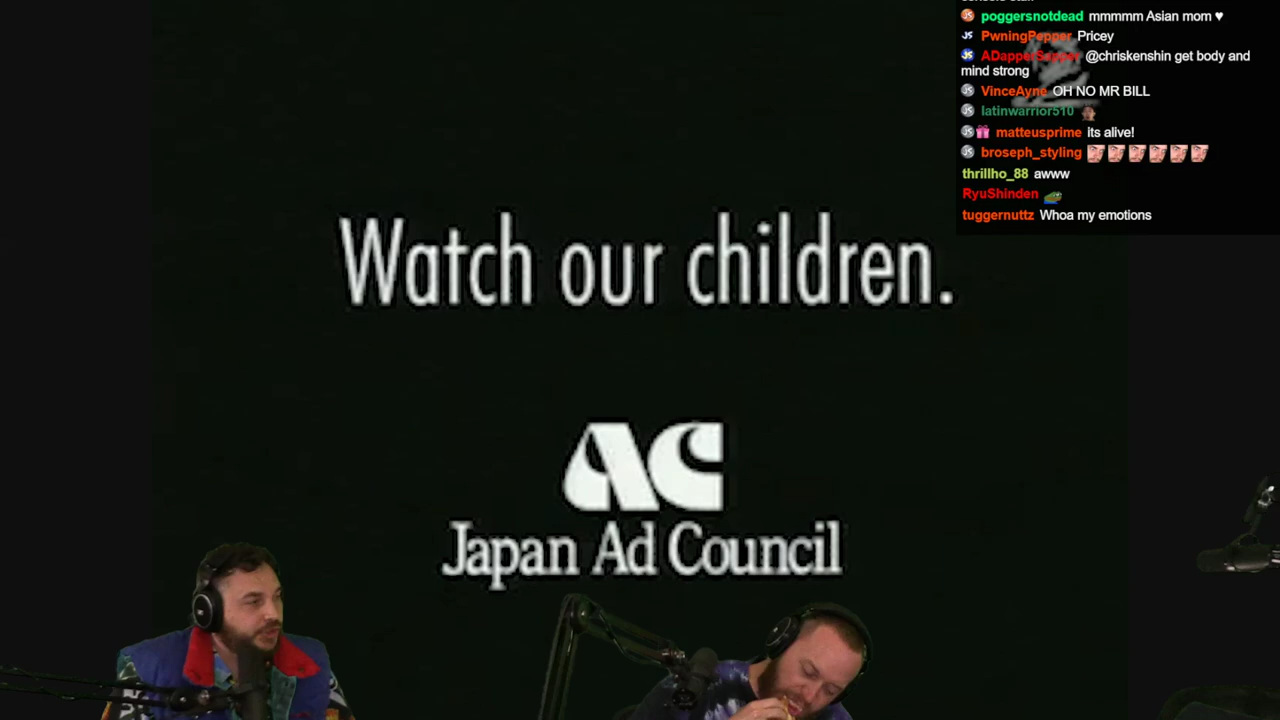 poggersnotdead mmmmm Asian mom ♥
PwningPepper Pricey
ADapperSapper @chriskenshin get body and
mind strong
VinceAyne OH NO MR BILL
latinwarrior510
matteusprime its alive!
broseph_styling
thrillho_88 awww
RyuShinden
tuggernuttz Whoa my emotions
Watch our children.
AC
Japan Ad Council